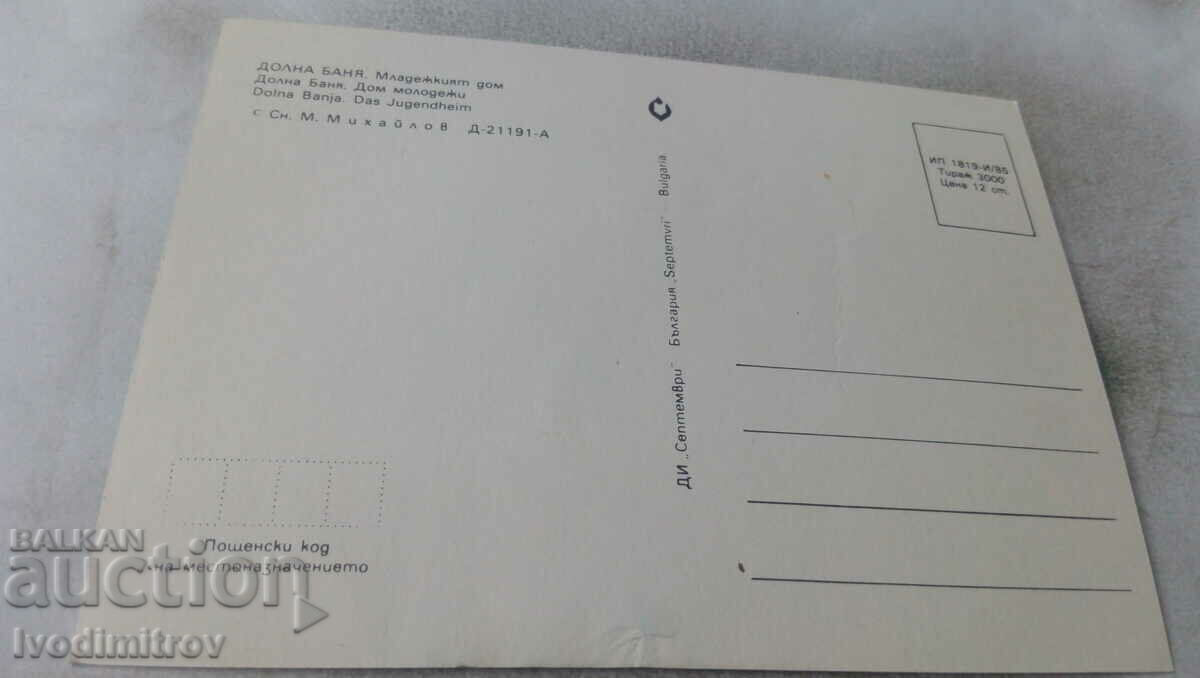 ДОЛНА БАНЯ. Младежкият дом
Долна Баня. Дом молодежи
Dolna Banja. Das Jugendheim
с Сн. М. Михайлов Д-21191-А
ИП 1819-И/85
Тираж 3000
Цена 12 ст.
ДИ „Септември" България „Septemvri" Bulgaria.
Пощенски код
на местоназначението
BALKAN
auction
Ivodimitrov